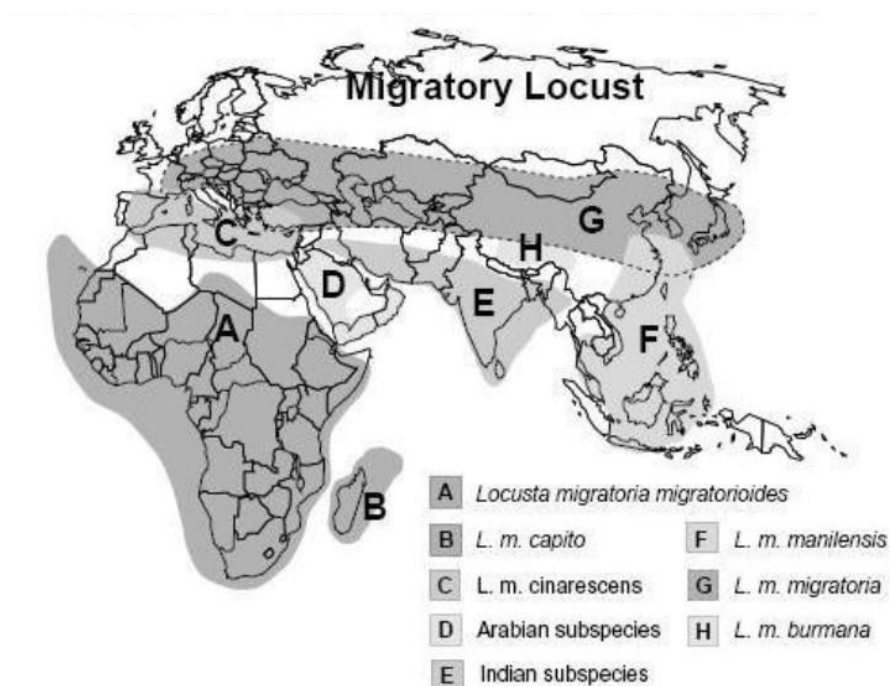 Migratory Locust
G
C
H
D
E
A
F
B
A Locusta migratoria migratorioides
B L. m. capito
C L. m. cinarescens
D Arabian subspecies
E Indian subspecies
F L. m. manilensis
G L. m. migratoria
H L. m. burmana